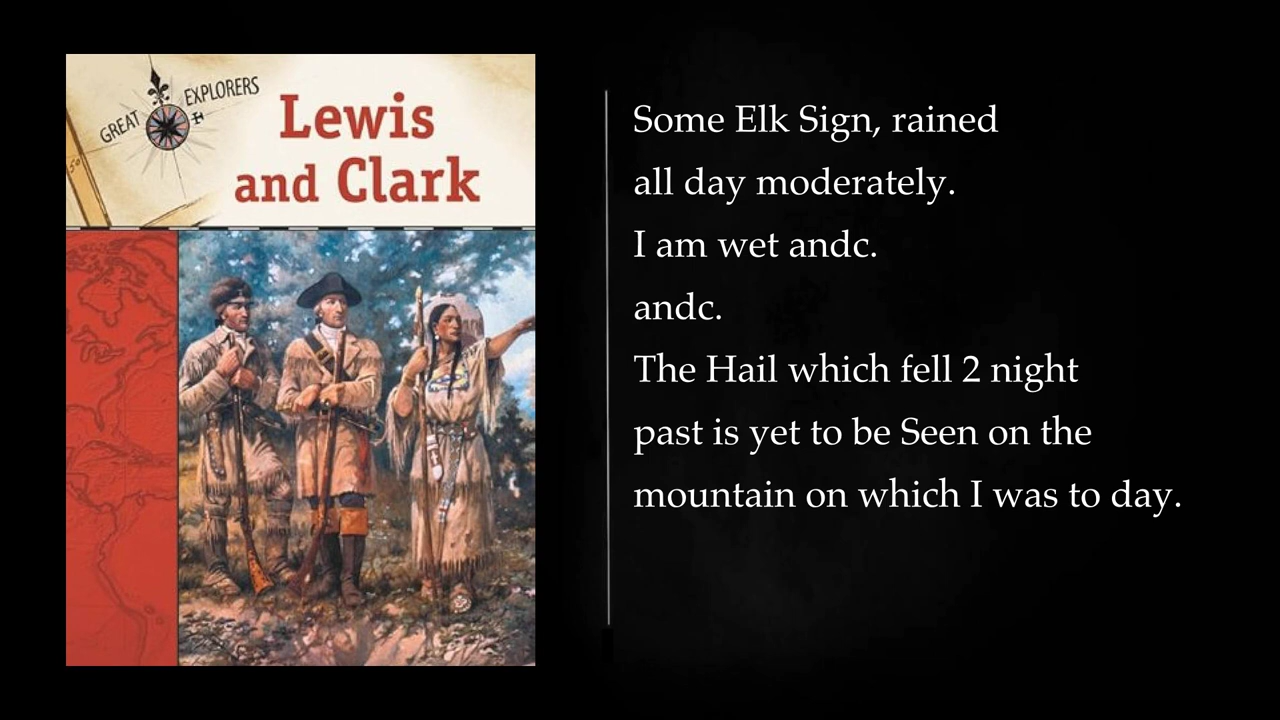 GREAT EXPLORERS
Lewis
and Clark
50
Some Elk Sign, rained
all day moderately.
I am wet andc.
andc.
The Hail which fell 2 night
past is yet to be Seen on the
mountain on which I was to day.